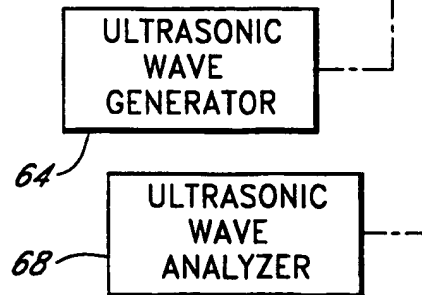 ULTRASONIC
WAVE
GENERATOR
64
ULTRASONIC
WAVE
ANALYZER
68